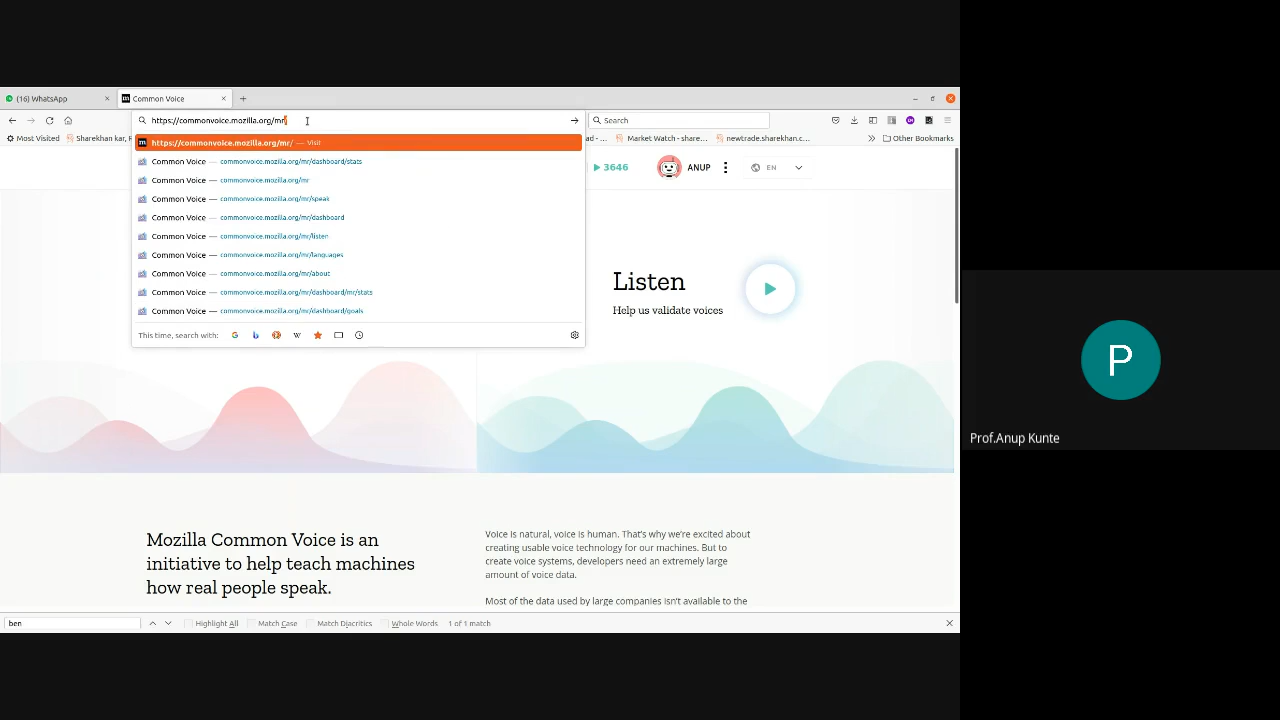 (16) WhatsApp
Common Voice
https://commonvoice.mozilla.org/mr/
Search
Most Visited
Sharekhan kar, F
Market Watch - share...
newtrade.sharekhan.c...
Other Bookmarks
https://commonvoice.mozilla.org/mr/ — Visit
Common Voice — commonvoice.mozilla.org/mr/dashboard/stats
Common Voice — commonvoice.mozilla.org/mr
Common Voice — commonvoice.mozilla.org/mr/speak
Common Voice — commonvoice.mozilla.org/mr/dashboard
Common Voice — commonvoice.mozilla.org/mr/listen
Common Voice — commonvoice.mozilla.org/mr/languages
Common Voice — commonvoice.mozilla.org/mr/about
Common Voice — commonvoice.mozilla.org/mr/dashboard/mr/stats
Common Voice — commonvoice.mozilla.org/mr/dashboard/goals
This time, search with:
3646
ANUP
EN
Listen
Help us validate voices
Mozilla Common Voice is an
initiative to help teach machines
how real people speak.
Voice is natural, voice is human. That's why we're excited about
creating usable voice technology for our machines. But to
create voice systems, developers need an extremely large
amount of voice data.
Most of the data used by large companies isn't available to the
ben
Highlight All
Match Case
Match Diacritics
Whole Words
1 of 1 match
P
Prof.Anup Kunte